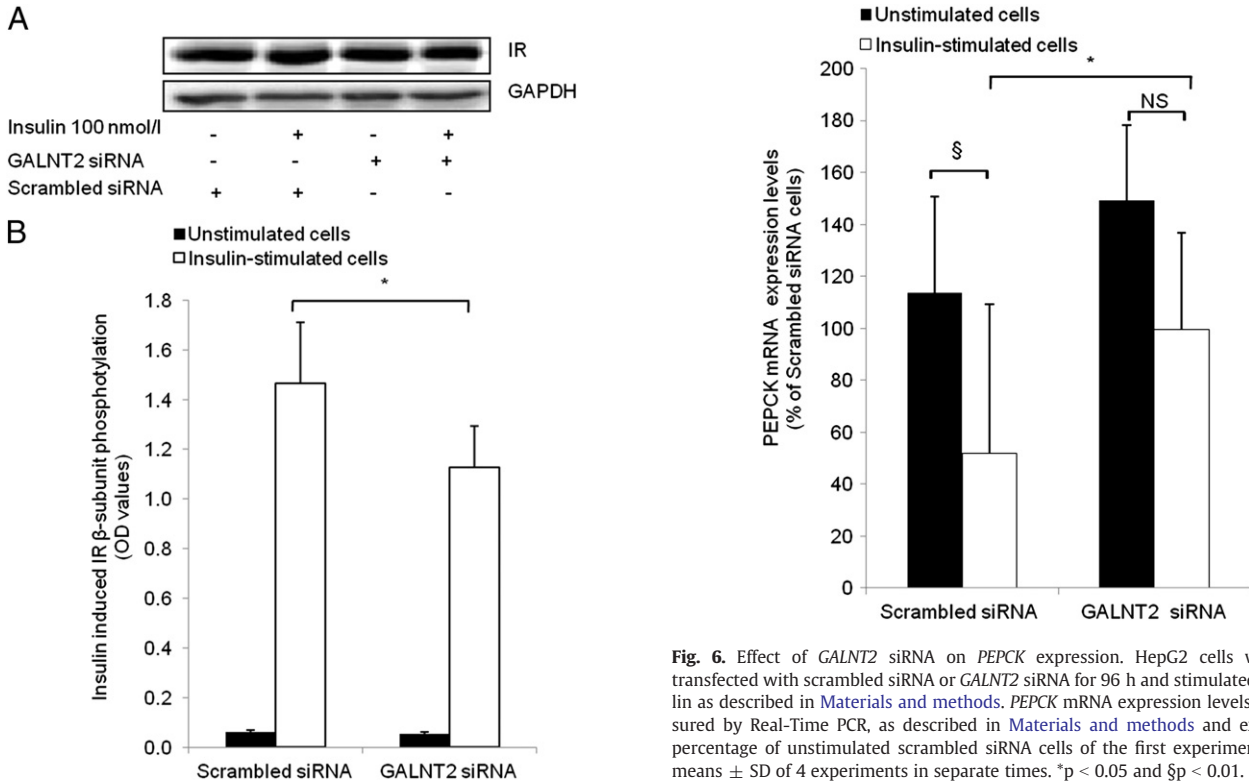 A
IR
GAPDH
Insulin 100 nmol/l - + - +
GALNT2 siRNA - - + +
Scrambled siRNA + + - -
B
Unstimulated cells
Insulin-stimulated cells
*
1.8
1.6
1.4
1.2
1.0
0.8
0.6
0.4
0.2
0.0
Insulin induced IR β-subunit phosphotylation
(OD values)
Scrambled siRNA GALNT2 siRNA
Unstimulated cells
Insulin-stimulated cells
*
NS
§
200
180
160
140
120
100
80
60
40
20
0
PEPCK mRNA expression levels
(% of Scrambled siRNA cells)
Scrambled siRNA GALNT2 siRNA
Fig. 6. Effect of GALNT2 siRNA on PEPCK expression. HepG2 cells w
transfected with scrambled siRNA or GALNT2 siRNA for 96 h and stimulated
lin as described in Materials and methods. PEPCK mRNA expression levels
sured by Real-Time PCR, as described in Materials and methods and ex
percentage of unstimulated scrambled siRNA cells of the first experimen
means ± SD of 4 experiments in separate times. *p < 0.05 and §p < 0.01.